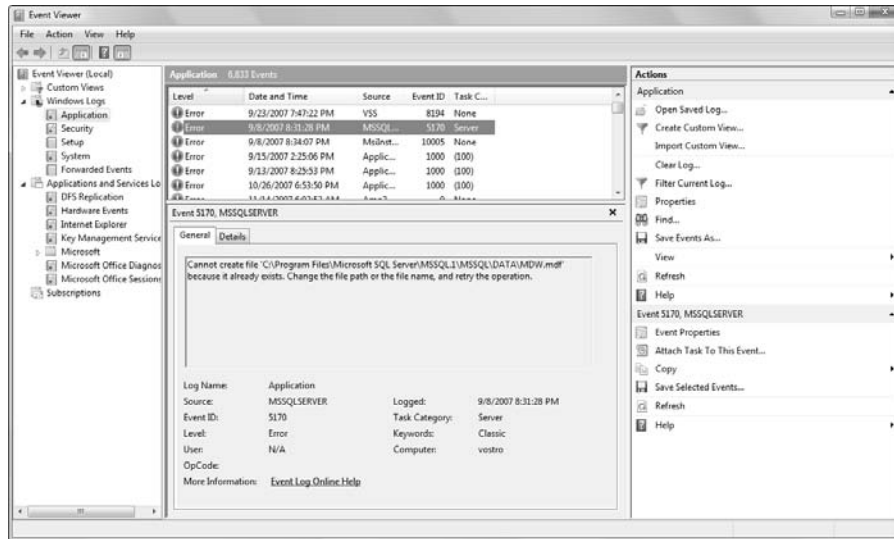 Event Viewer
File Action View Help
Event Viewer (Local)
Custom Views
Windows Logs
Application
Security
Setup
System
Forwarded Events
Applications and Services Lo
DFS Replication
Hardware Events
Internet Explorer
Key Management Service
Microsoft
Microsoft Office Diagnos
Microsoft Office Sessions
Subscriptions
Application 6,833 Events
Level Date and Time Source Event ID Task C...
Error 9/23/2007 7:47:22 PM VSS 8194 None
Error 9/8/2007 8:31:28 PM MSSQL... 5170 Server
Error 9/8/2007 8:34:07 PM MsiInst... 10005 None
Error 9/15/2007 2:25:06 PM Applic... 1000 (100)
Error 9/13/2007 8:29:53 PM Applic... 1000 (100)
Error 10/26/2007 6:53:50 PM Applic... 1000 (100)
Error
Event 5170, MSSQLSERVER
General Details
Cannot create file 'C:\Program Files\Microsoft SQL Server\MSSQL.1\MSSQL\DATA\MDW.mdf'
because it already exists. Change the file path or the file name, and retry the operation.
Log Name: Application
Source: MSSQLSERVER Logged: 9/8/2007 8:31:28 PM
Event ID: 5170 Task Category: Server
Level: Error Keywords: Classic
User: N/A Computer: vostro
OpCode:
More Information: Event Log Online Help
Actions
Application
Open Saved Log...
Create Custom View...
Import Custom View...
Clear Log...
Filter Current Log...
Properties
Find...
Save Events As...
View
Refresh
Help
Event 5170, MSSQLSERVER
Event Properties
Attach Task To This Event...
Copy
Save Selected Events...
Refresh
Help